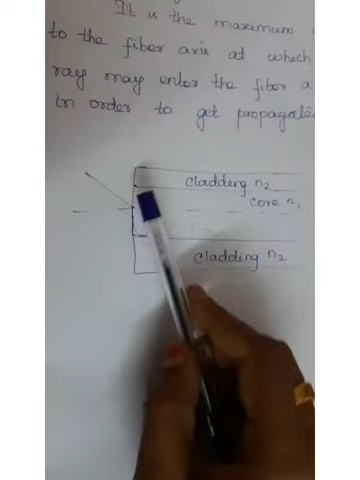 It is the maximum
to the fiber axis at which
ray may enter the fiber a
in order to get propagate
cladding n₂
core n₁
cladding n₂